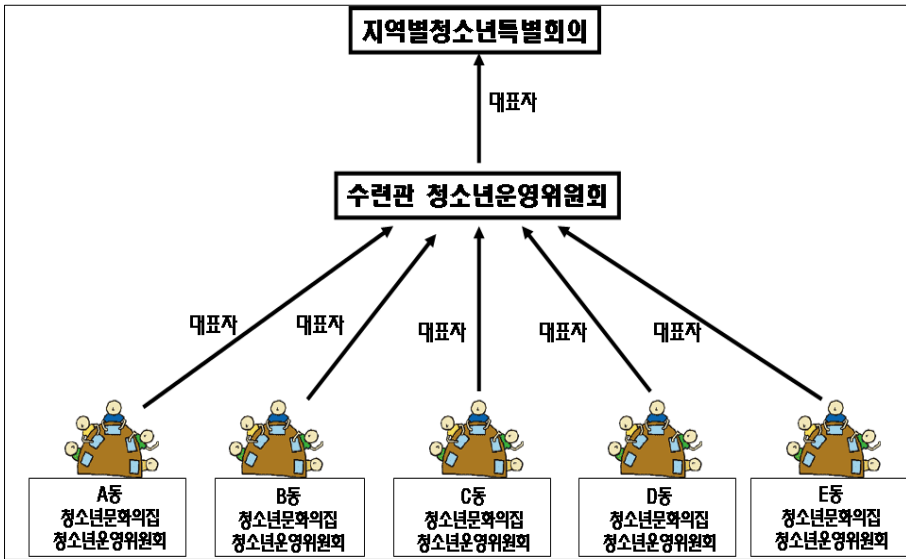 지역별청소년특별회의
대표자
수련관 청소년운영위원회
대표자
대표자
대표자
대표자
대표자
A동
청소년문화의집
청소년운영위원회
B동
청소년문화의집
청소년운영위원회
C동
청소년문화의집
청소년운영위원회
D동
청소년문화의집
청소년운영위원회
E동
청소년문화의집
청소년운영위원회